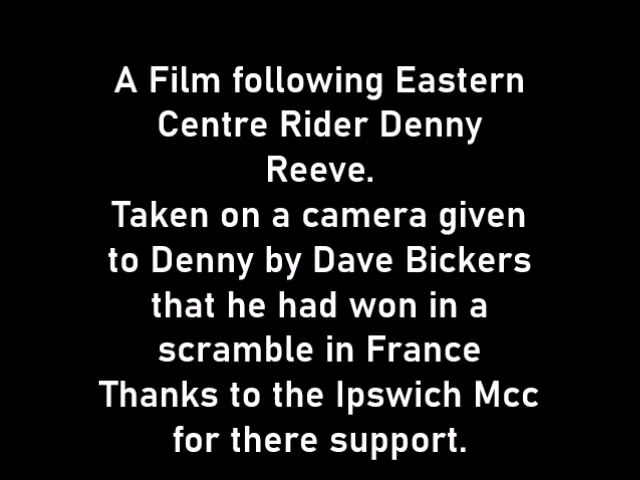 A Film following Eastern
Centre Rider Denny
Reeve.
Taken on a camera given
to Denny by Dave Bickers
that he had won in a
scramble in France
Thanks to the Ipswich Mcc
for there support.